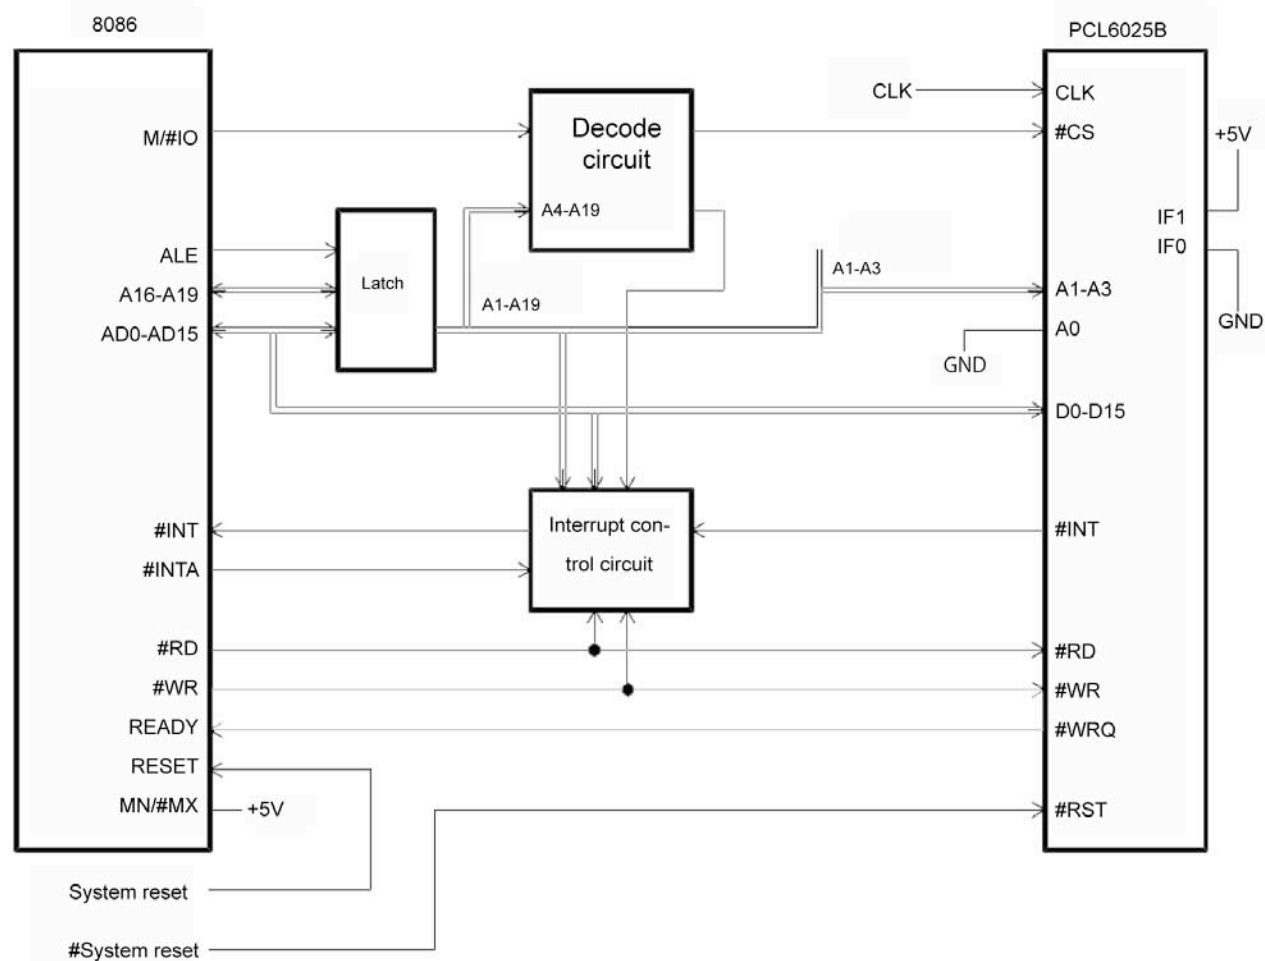 8086
PCL6025B
CLK
CLK
M/#IO
Decode
circuit
#CS
+5V
A4-A19
IF1
IF0
ALE
Latch
A1-A3
A16-A19
A1-A19
A1-A3
AD0-AD15
A0
GND
GND
D0-D15
#INT
Interrupt con-
trol circuit
#INT
#INTA
#RD
#RD
#WR
#WR
READY
#WRQ
RESET
MN/#MX
+5V
#RST
System reset
#System reset